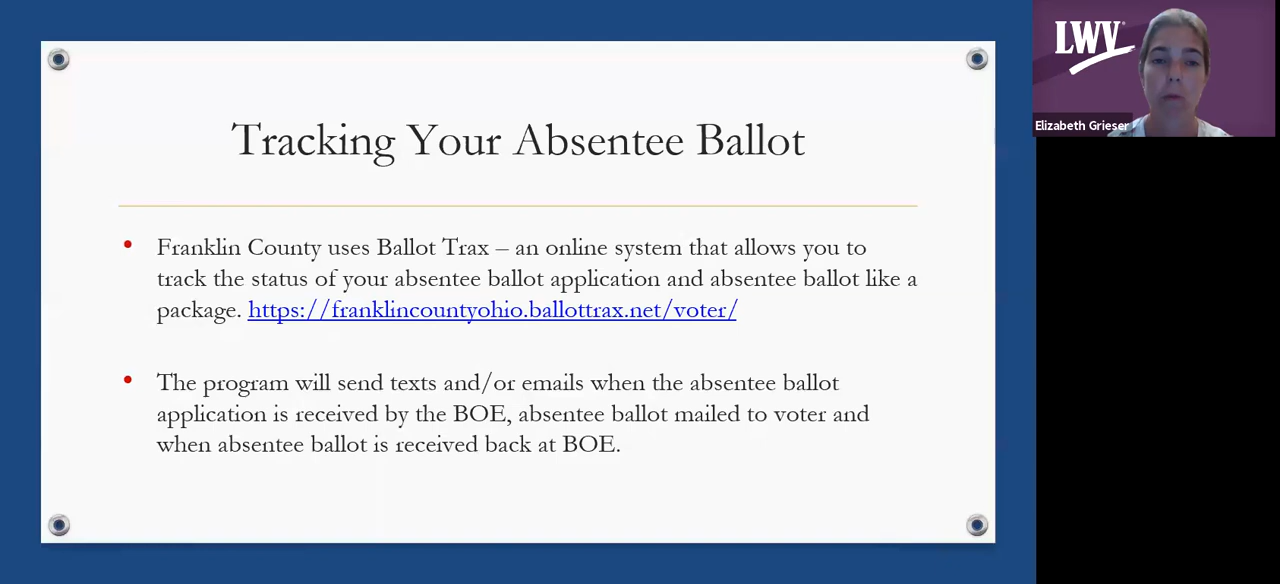 LWV
Elizabeth Grieser
Tracking Your Absentee Ballot
• Franklin County uses Ballot Trax – an online system that allows you to
track the status of your absentee ballot application and absentee ballot like a
package. https://franklincountyohio.ballottrax.net/voter/
• The program will send texts and/or emails when the absentee ballot
application is received by the BOE, absentee ballot mailed to voter and
when absentee ballot is received back at BOE.